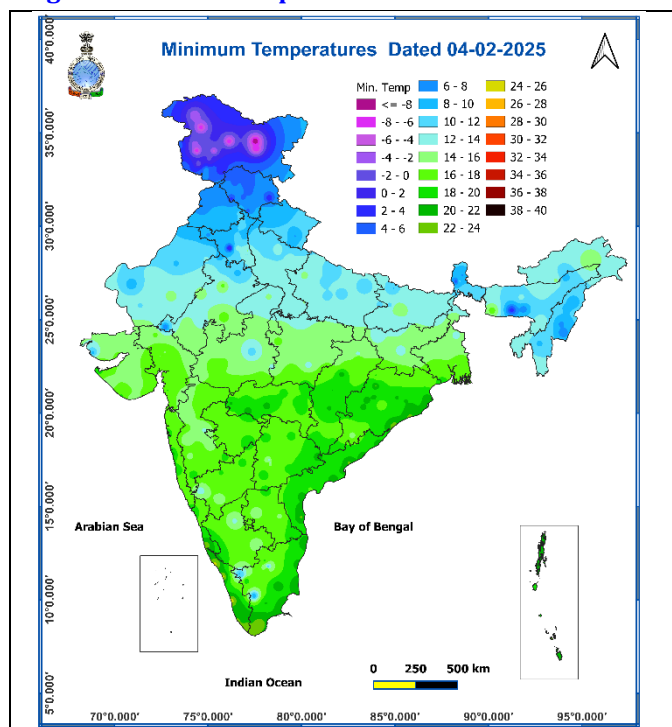 Minimum Temperatures Dated 04-02-2025
Min. Temp
<= -8
-8 - -6
-6 - -4
-4 - -2
-2 - 0
0 - 2
2 - 4
4 - 6
6 - 8
8 - 10
10 - 12
12 - 14
14 - 16
16 - 18
18 - 20
20 - 22
22 - 24
24 - 26
26 - 28
28 - 30
30 - 32
32 - 34
34 - 36
36 - 38
38 - 40
40°0.000'
35°0.000'
30°0.000'
25°0.000'
20°0.000'
15°0.000'
10°0.000'
5°0.000'
Arabian Sea
Bay of Bengal
Indian Ocean
0 250 500 km
70°0.000' 75°0.000' 80°0.000' 85°0.000' 90°0.000' 95°0.000'